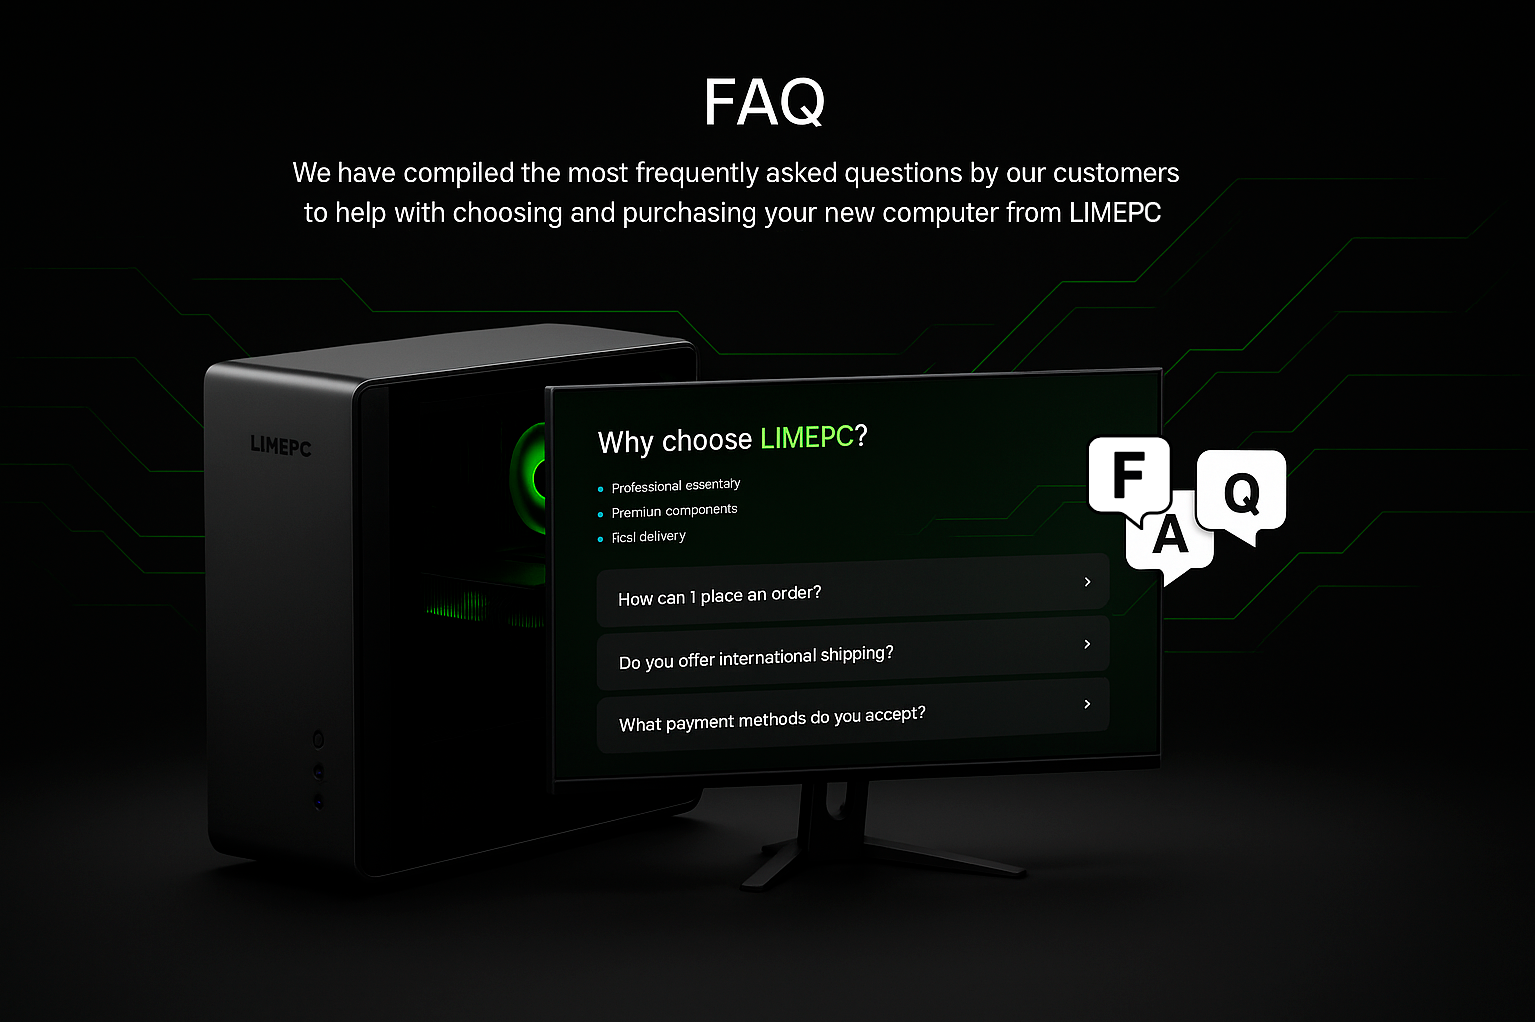 FAQ
We have compiled the most frequently asked questions by our customers
to help with choosing and purchasing your new computer from LIMEPC
LIMEPC
Why choose LIMEPC?
Professional essentaly
Premiun components
Ficsl delivery
How can 1 place an order?
Do you offer international shipping?
What payment methods do you accept?
F
A
Q